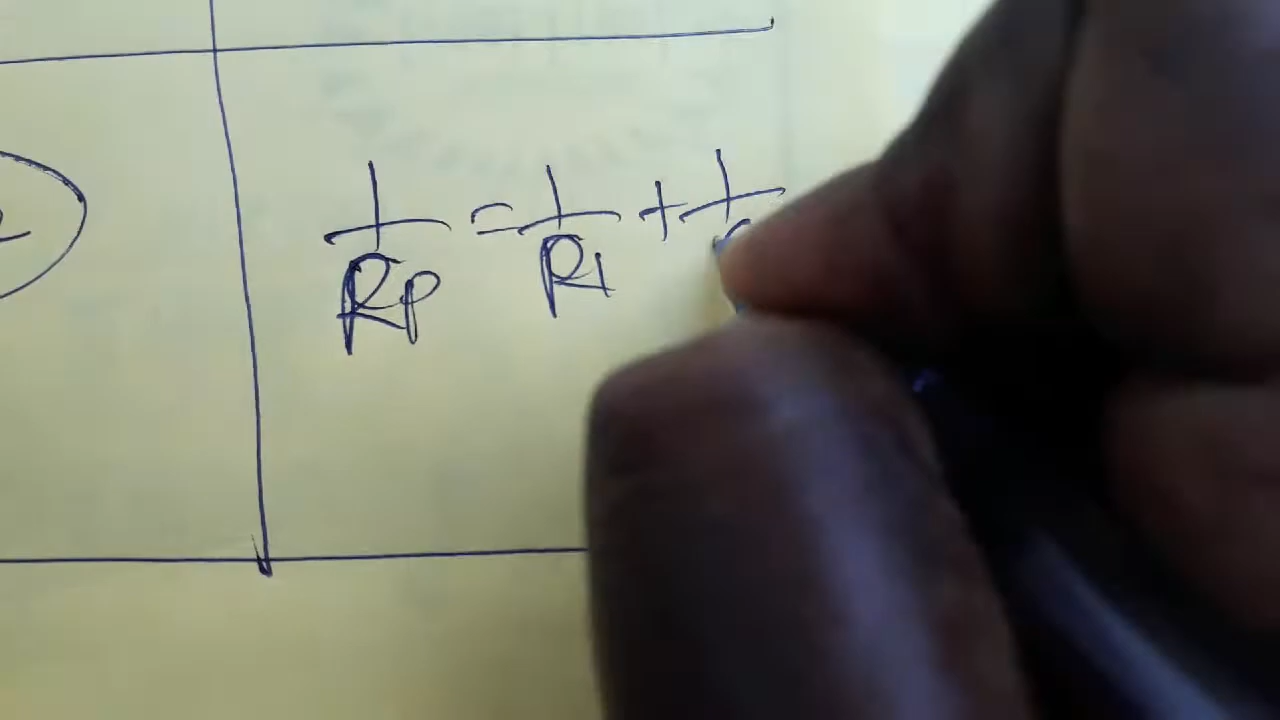 1/Rp = 1/R1 + 1/